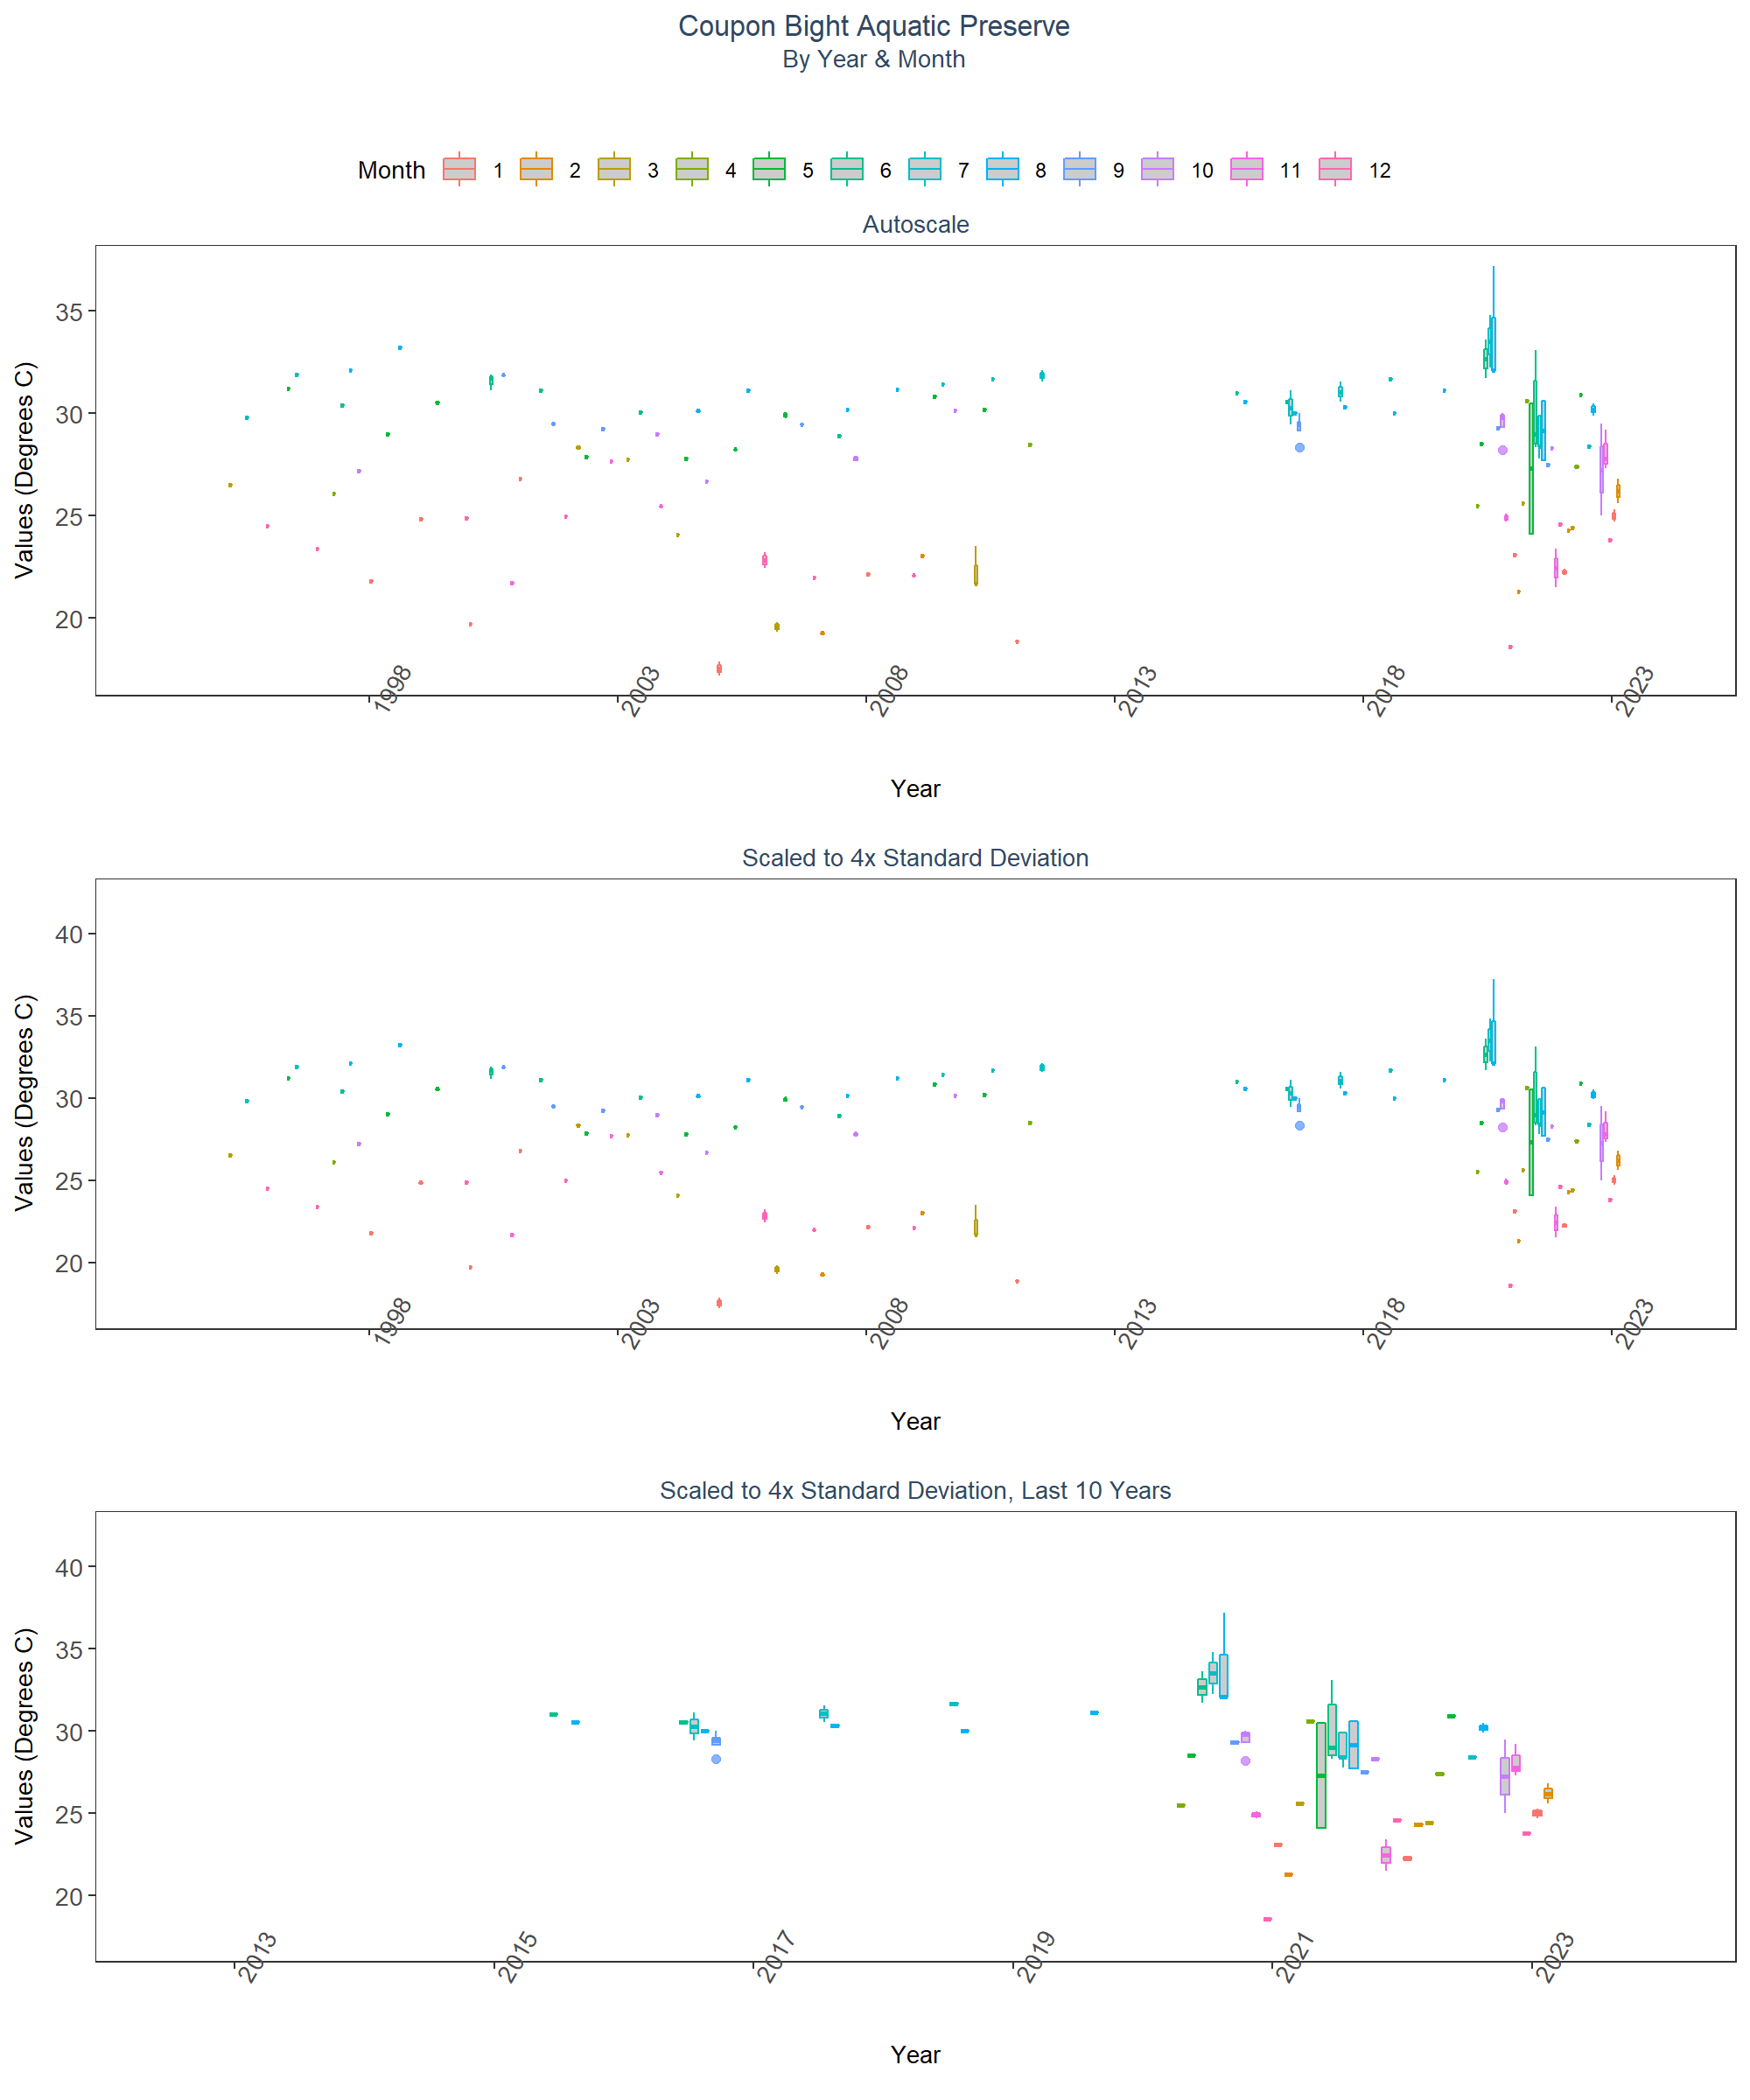 Coupon Bight Aquatic Preserve
By Year & Month
Month 1 2 3 4 5 6 7 8 9 10 11 12
Autoscale
Values (Degrees C)
35
30
25
20
1998 2003 2008 2013 2018 2023
Year
Scaled to 4x Standard Deviation
Values (Degrees C)
40
35
30
25
20
1998 2003 2008 2013 2018 2023
Year
Scaled to 4x Standard Deviation, Last 10 Years
Values (Degrees C)
40
35
30
25
20
2013 2015 2017 2019 2021 2023
Year